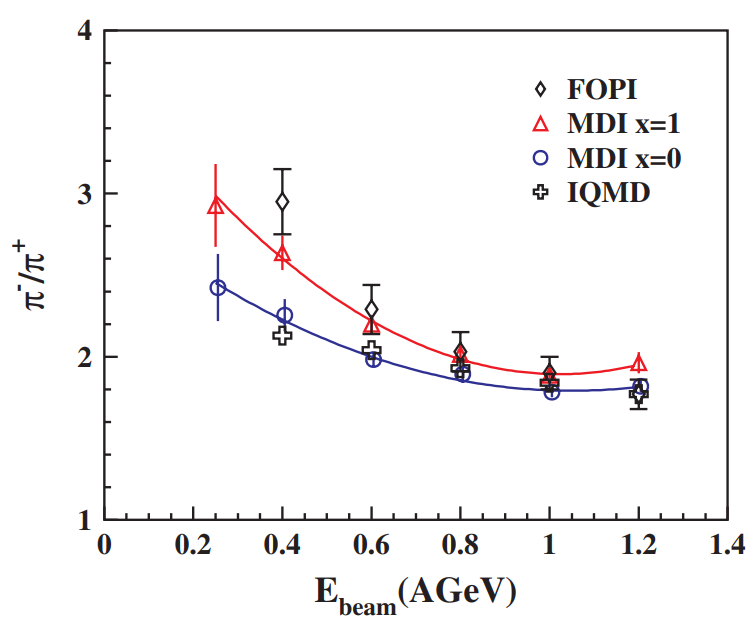 4
3
2
1
π⁻/π⁺
FOPI
MDI x=1
MDI x=0
IQMD
0 0.2 0.4 0.6 0.8 1 1.2 1.4
E_beam(AGeV)